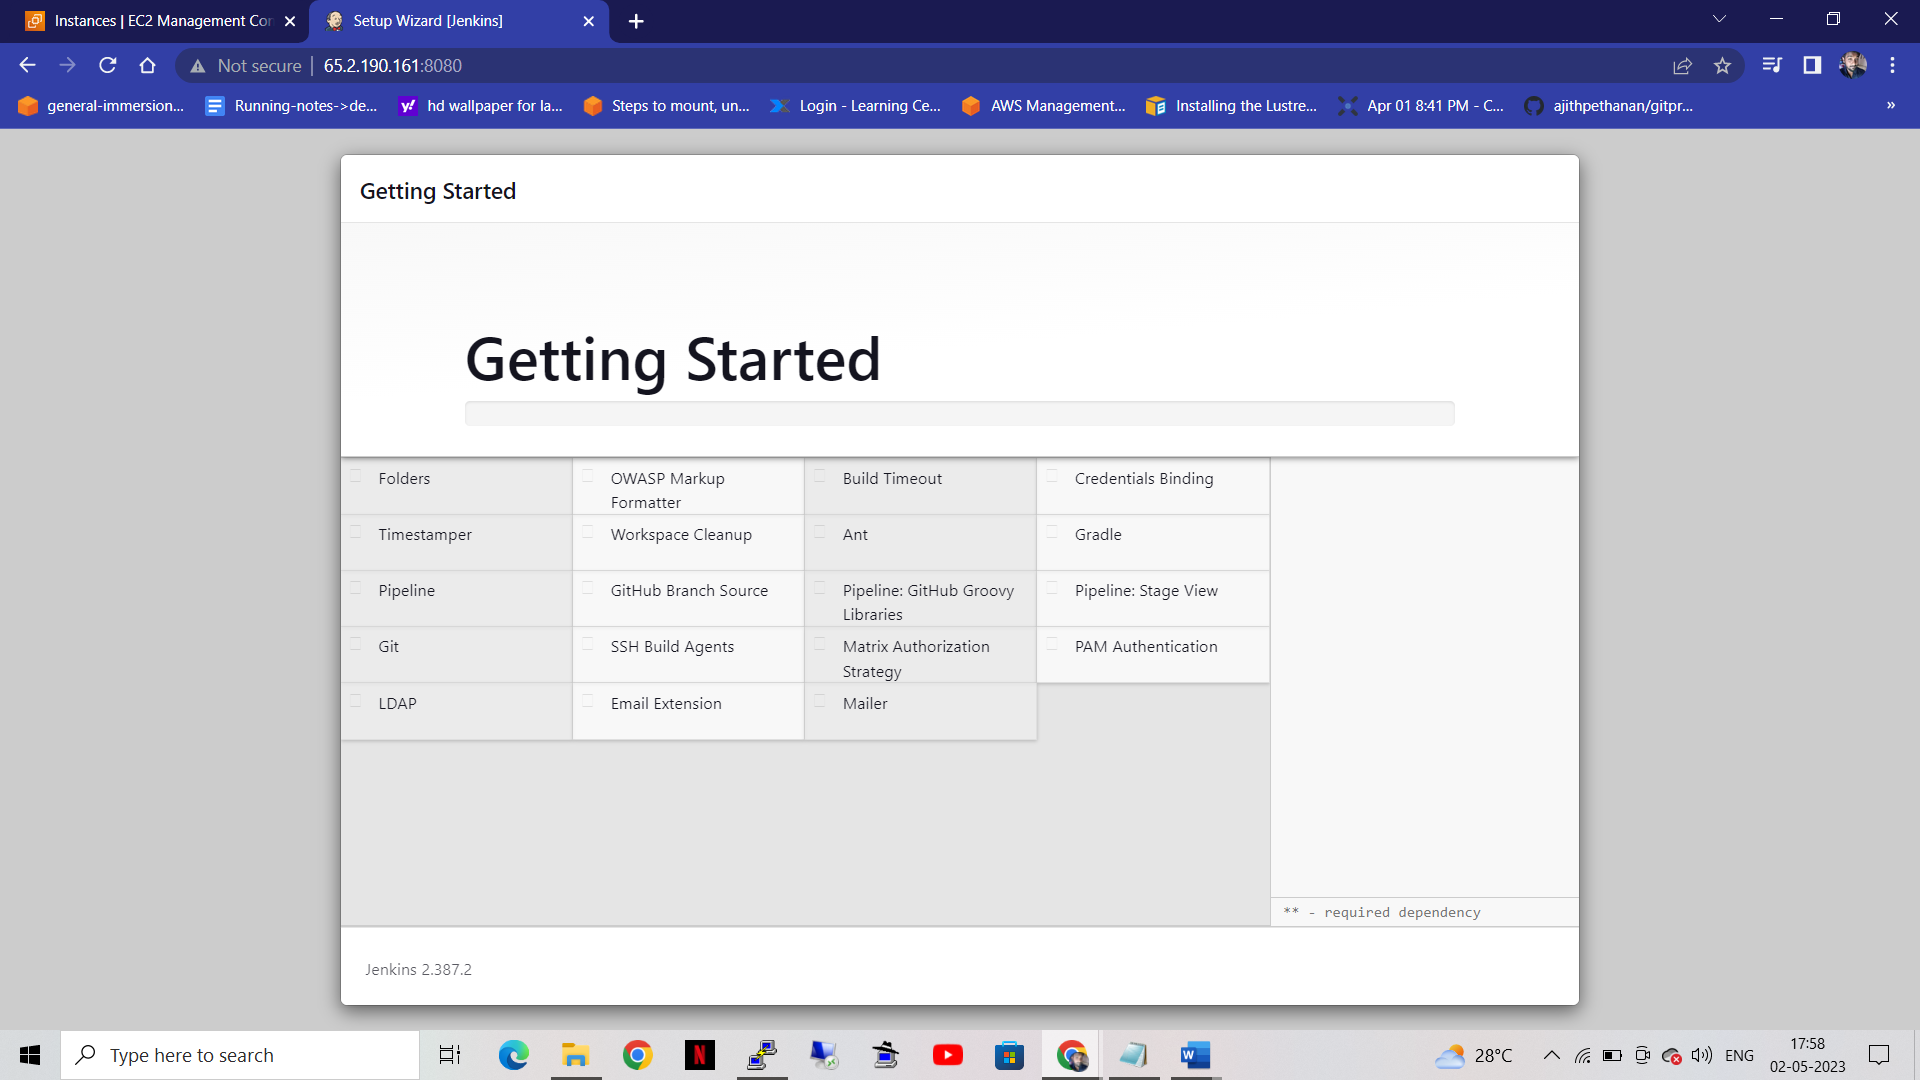 Instances | EC2 Management Con
Setup Wizard [Jenkins]
Not secure
65.2.190.161:8080
general-immersion...
Running-notes->de...
hd wallpaper for la...
Steps to mount, un...
Login - Learning Ce...
AWS Management...
Installing the Lustre...
Apr 01 8:41 PM - C...
ajithpethanan/gitpr...
»
Getting Started
Getting Started
Folders
OWASP Markup
Formatter
Build Timeout
Credentials Binding
Timestamper
Workspace Cleanup
Ant
Gradle
Pipeline
GitHub Branch Source
Pipeline: GitHub Groovy
Libraries
Pipeline: Stage View
Git
SSH Build Agents
Matrix Authorization
Strategy
PAM Authentication
LDAP
Email Extension
Mailer
** - required dependency
Jenkins 2.387.2
Type here to search
28°C
ENG
17:58
02-05-2023